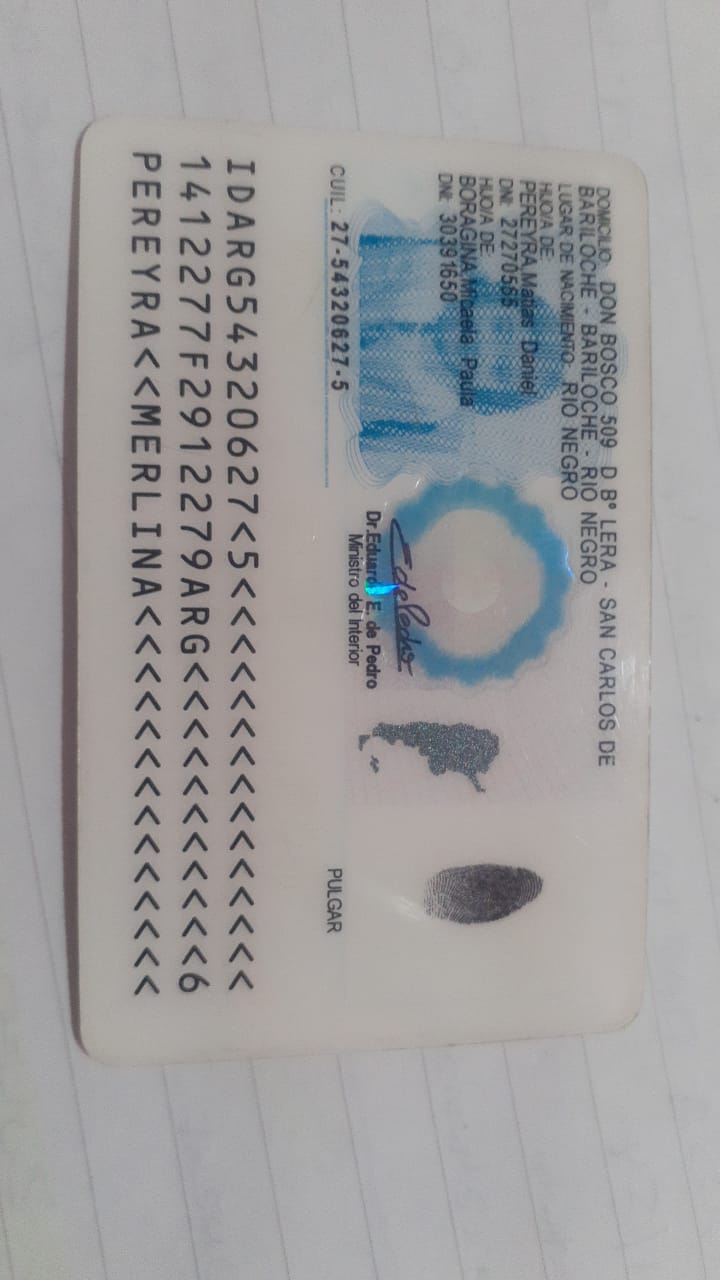 DOMICILIO: DON BOSCO 509 D Bº LERA - SAN CARLOS DE
BARILOCHE - BARILOCHE - RIO NEGRO
LUGAR DE NACIMIENTO: RIO NEGRO
HIJO/A DE:
PEREYRA Matias Daniel
DNI: 27270585
HIJO/A DE:
BORAGINA Micaela Paula
DNI: 30391650
Dr. Eduardo E. de Pedro
Ministro del Interior
CUIL: 27-54320627-5
PULGAR
IDARG54320627<5<<<<<<<<<<<<<<<
1412277F2912279ARG<<<<<<<<<<<6
PEREYRA<<MERLINA<<<<<<<<<<<<<<